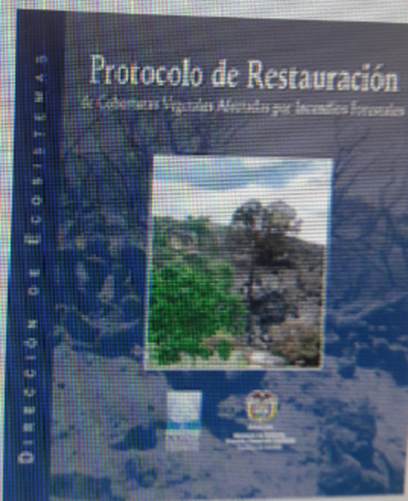 Protocolo de Restauración
de Coberturas Vegetales Afectadas por Incendios Forestales
DIRECCIÓN DE ECOSISTEMAS